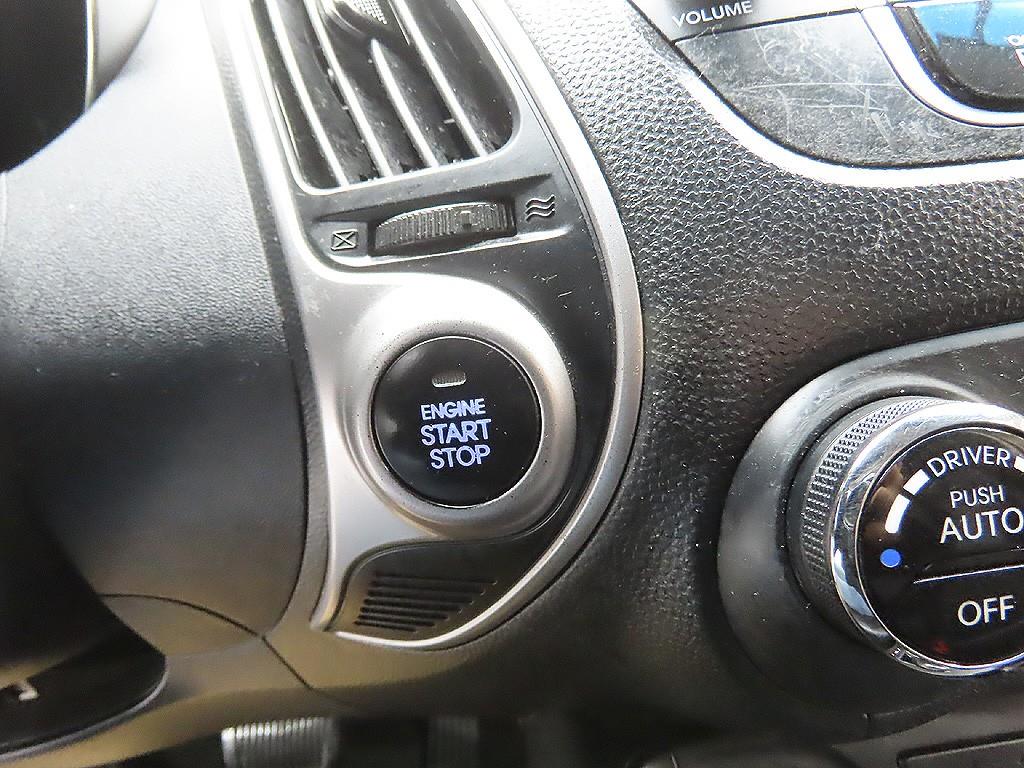 VOLUME
ENGINE
START
STOP
DRIVER
PUSH
AUTO
OFF